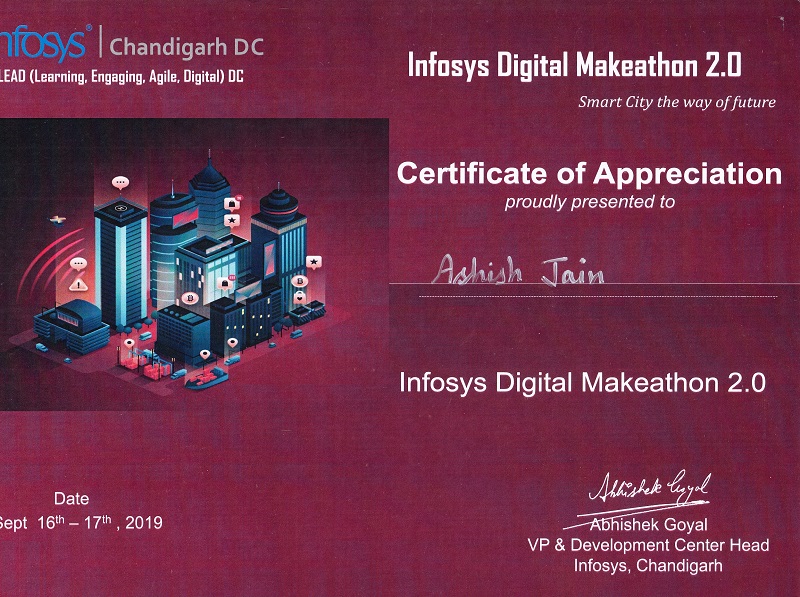 Infosys® | Chandigarh DC
LEAD (Learning, Engaging, Agile, Digital) DC
Infosys Digital Makeathon 2.0
Smart City the way of future
Certificate of Appreciation
proudly presented to
Ashish Jain
Infosys Digital Makeathon 2.0
Date
Sept 16th – 17th , 2019
Abhishek Goyal
Abhishek Goyal
VP & Development Center Head
Infosys, Chandigarh